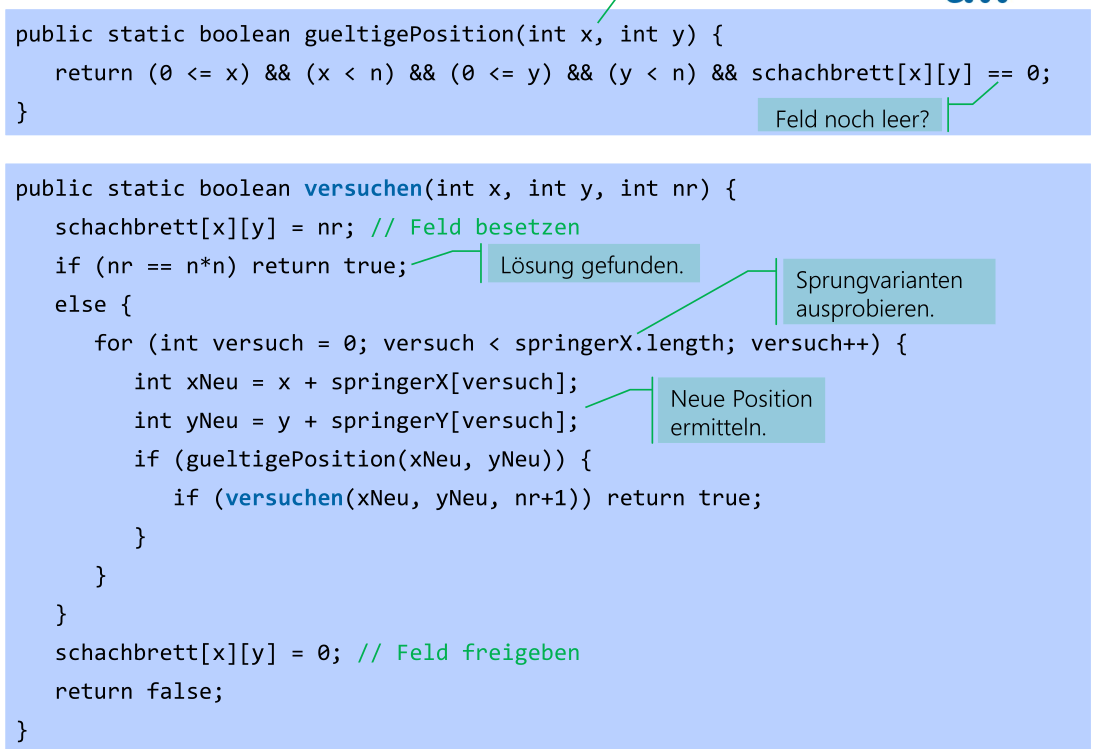 public static boolean gueltigePosition(int x, int y) {
return (0 <= x) && (x < n) && (0 <= y) && (y < n) && schachbrett[x][y] == 0;
}
Feld noch leer?
public static boolean versuchen(int x, int y, int nr) {
schachbrett[x][y] = nr; // Feld besetzen
if (nr == n*n) return true;
Lösung gefunden.
Sprungvarianten
ausprobieren.
else {
for (int versuch = 0; versuch < springerX.length; versuch++) {
int xNeu = x + springerX[versuch];
int yNeu = y + springerY[versuch];
Neue Position
ermitteln.
if (gueltigePosition(xNeu, yNeu)) {
if (versuchen(xNeu, yNeu, nr+1)) return true;
}
}
}
schachbrett[x][y] = 0; // Feld freigeben
return false;
}